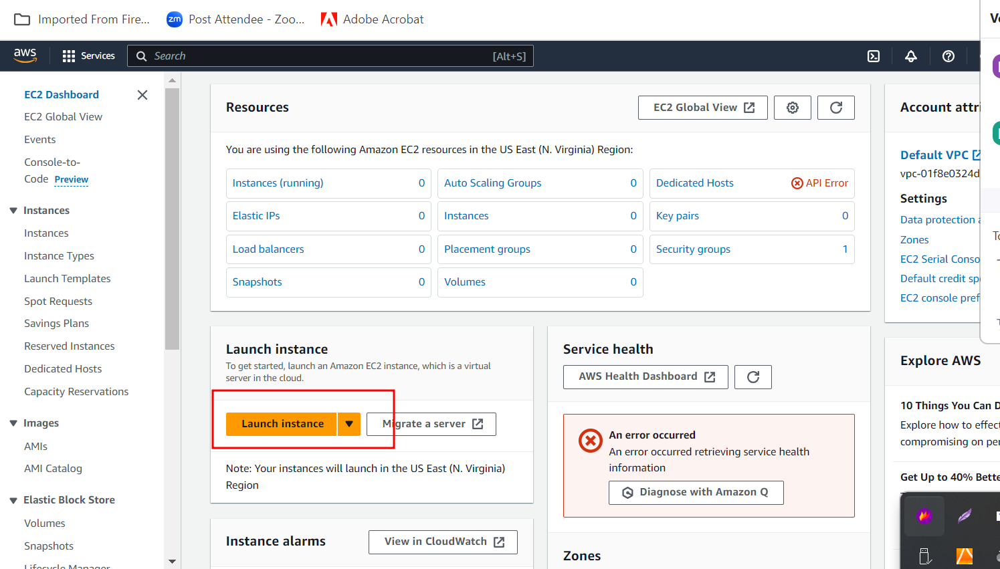 Imported From Fire...
zm Post Attendee - Zoo...
Adobe Acrobat
aws
Services
Search
[Alt+S]
EC2 Dashboard
EC2 Global View
Events
Console-to-
Code Preview
Instances
Instances
Instance Types
Launch Templates
Spot Requests
Savings Plans
Reserved Instances
Dedicated Hosts
Capacity Reservations
Images
AMIs
AMI Catalog
Elastic Block Store
Volumes
Snapshots
Lifecycle Manager
Resources
EC2 Global View
You are using the following Amazon EC2 resources in the US East (N. Virginia) Region:
Instances (running) 0
Auto Scaling Groups 0
Dedicated Hosts API Error
Elastic IPs 0
Instances 0
Key pairs 0
Load balancers 0
Placement groups 0
Security groups 1
Snapshots 0
Volumes 0
Launch instance
To get started, launch an Amazon EC2 instance, which is a virtual
server in the cloud.
Launch instance
Migrate a server
Note: Your instances will launch in the US East (N. Virginia)
Region
Instance alarms
View in CloudWatch
Service health
AWS Health Dashboard
An error occurred
An error occurred retrieving service health
information
Diagnose with Amazon Q
Zones
Account attri
Default VPC
vpc-01f8e0324d
Settings
Data protection a
Zones
EC2 Serial Conso
Default credit spe
EC2 console pref
Explore AWS
10 Things You Can D
Explore how to effect
compromising on per
Get Up to 40% Bette